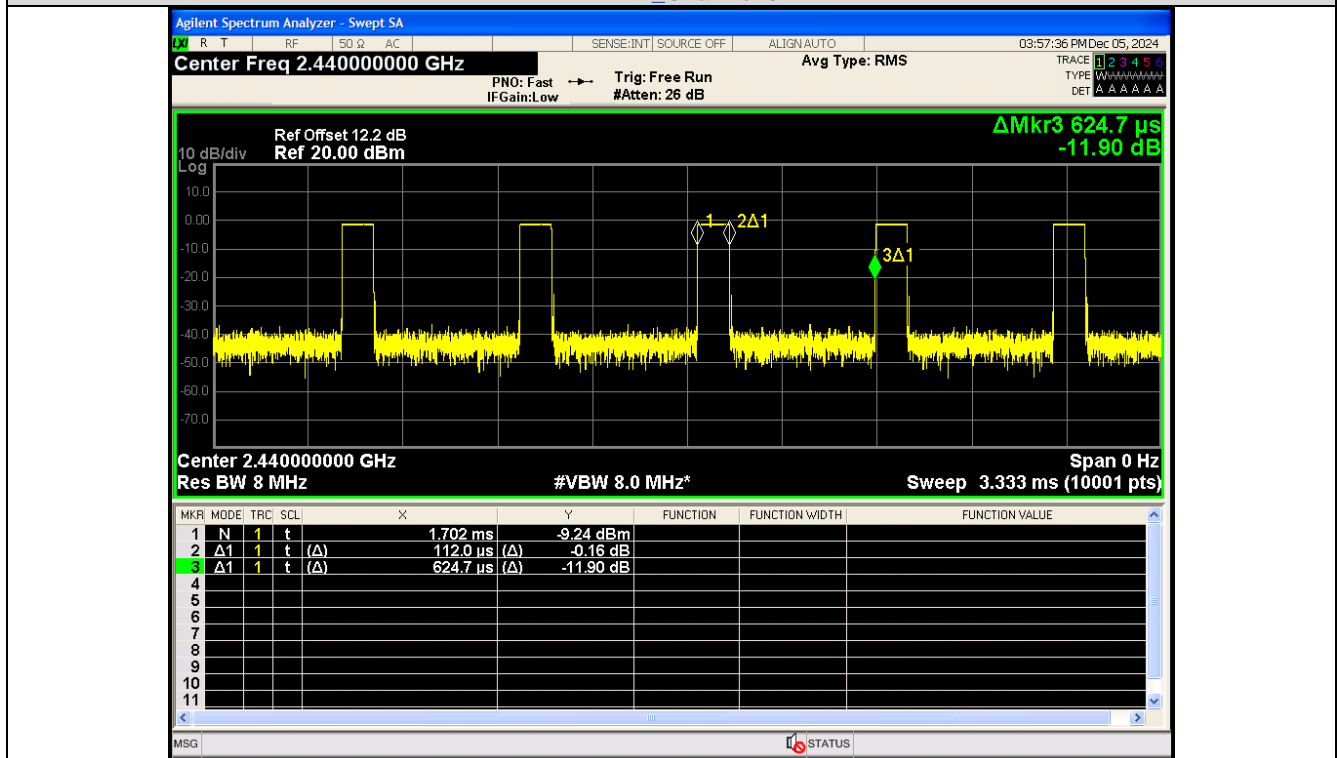 Agilent Spectrum Analyzer - Swept SA
LXI R T RF 50 Ω AC SENSE:INT SOURCE OFF ALIGN AUTO 03:57:36 PM Dec 05, 2024
Center Freq 2.440000000 GHz Avg Type: RMS TRACE 1 2 3 4 5 6
PNO: Fast Trig: Free Run TYPE W
IFGain:Low #Atten: 26 dB DET A A A A A A
ΔMkr3 624.7 µs
Ref Offset 12.2 dB
10 dB/div Ref 20.00 dBm -11.90 dB
Log
10.0
0.00
1 2Δ1
-10.0
3Δ1
-20.0
-30.0
-40.0
-50.0
-60.0
-70.0
Center 2.440000000 GHz Span 0 Hz
Res BW 8 MHz #VBW 8.0 MHz* Sweep 3.333 ms (10001 pts)
MKR MODE TRC SCL X Y FUNCTION FUNCTION WIDTH FUNCTION VALUE
1 N 1 t 1.702 ms -9.24 dBm
2 Δ1 1 t (Δ) 112.0 µs (Δ) -0.16 dB
3 Δ1 1 t (Δ) 624.7 µs (Δ) -11.90 dB
4
5
6
7
8
9
10
11
MSG STATUS